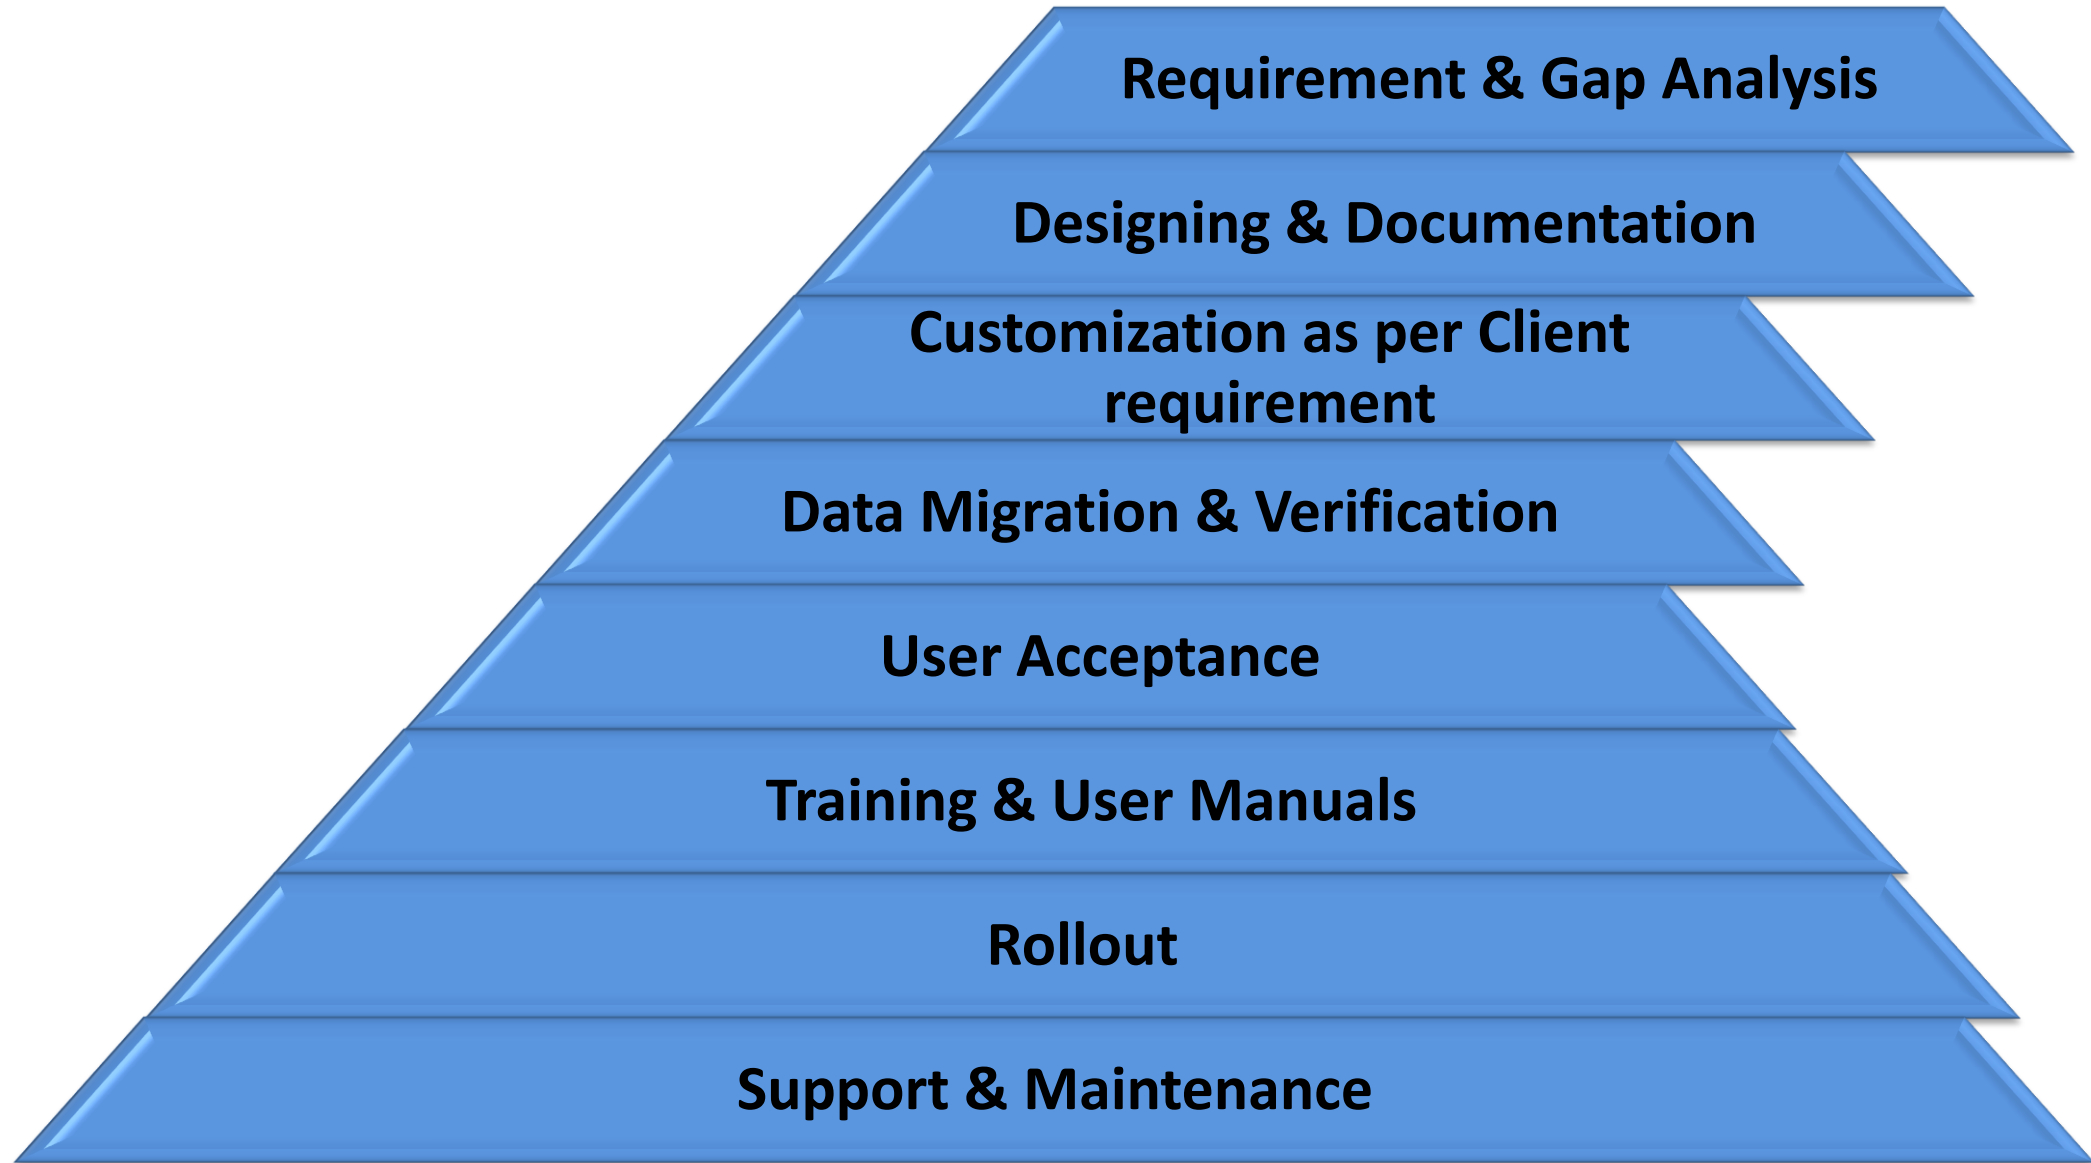 Requirement & Gap Analysis
Designing & Documentation
Customization as per Client
requirement
Data Migration & Verification
User Acceptance
Training & User Manuals
Rollout
Support & Maintenance